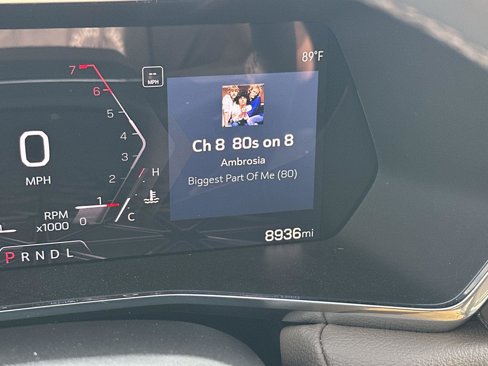 89°F
-- MPH
7
6
5
4
3
2
1
0
0
MPH
RPM
x1000
H
C
Ch 8 80s on 8
Ambrosia
Biggest Part Of Me (80)
8936mi
PRNDL